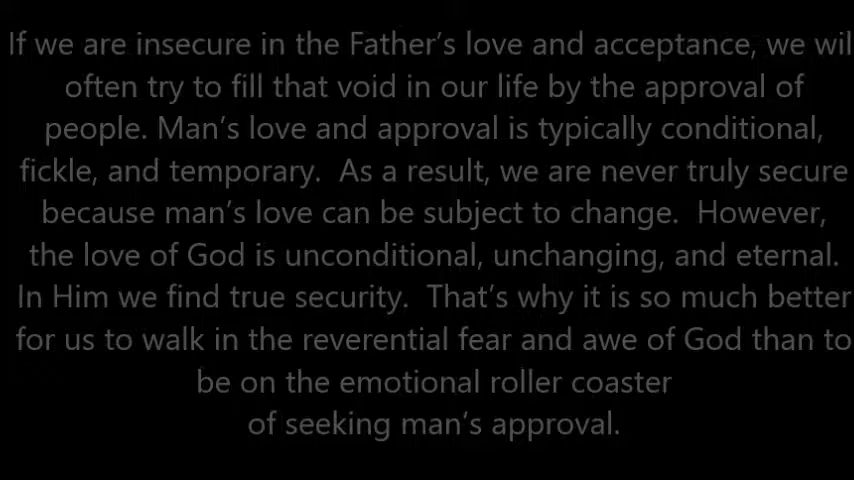 If we are insecure in the Father’s love and acceptance, we wil
often try to fill that void in our life by the approval of
people. Man’s love and approval is typically conditional,
fickle, and temporary.  As a result, we are never truly secure
because man’s love can be subject to change.  However,
the love of God is unconditional, unchanging, and eternal.
In Him we find true security.  That’s why it is so much better
for us to walk in the reverential fear and awe of God than to
be on the emotional roller coaster
of seeking man’s approval.